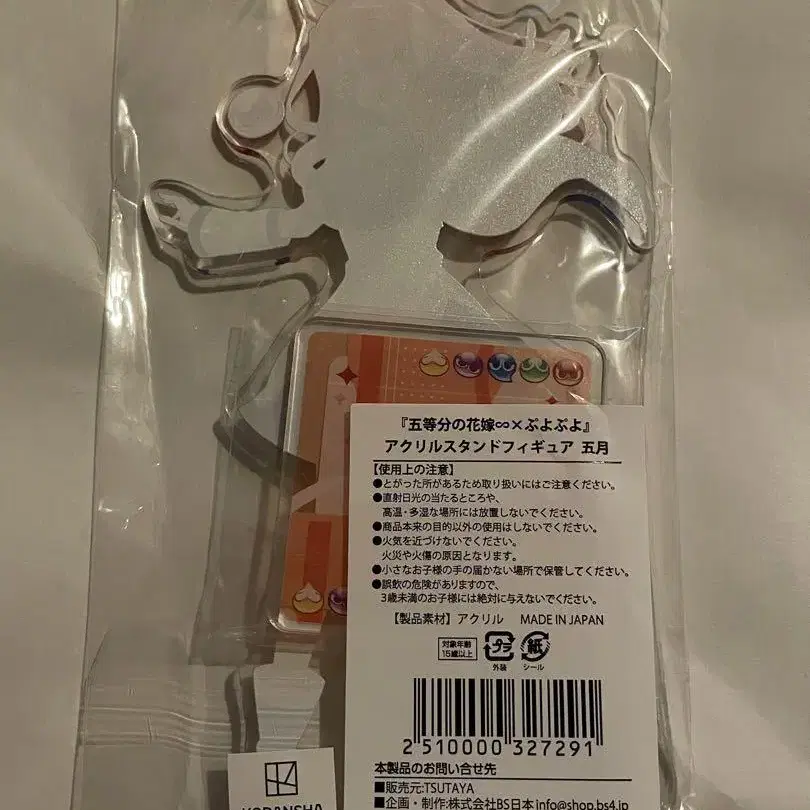 『五等分の花嫁∞×ぷよぷよ』
アクリルスタンドフィギュア 五月
【使用上の注意】
●とがった所があるため取り扱いにはご注意ください。
●直射日光の当たるところや、
高温・多湿な場所には放置しないでください。
●商品本来の目的以外の使用はしないでください。
●火気を近づけないでください。
火災や火傷の原因となります。
●小さなお子様の手の届かない場所で保管してください。
●誤飲の危険がありますので、
3歳未満のお子様には絶対に与えないでください。
【製品素材】アクリル MADE IN JAPAN
対象年齢
15歳以上
プラ
外装
紙
シール
2 510000 327291
本製品のお問い合せ先
■販売元:TSUTAYA
■企画・制作:株式会社BS日本 info@shop.bs4.jp
KODANSHA